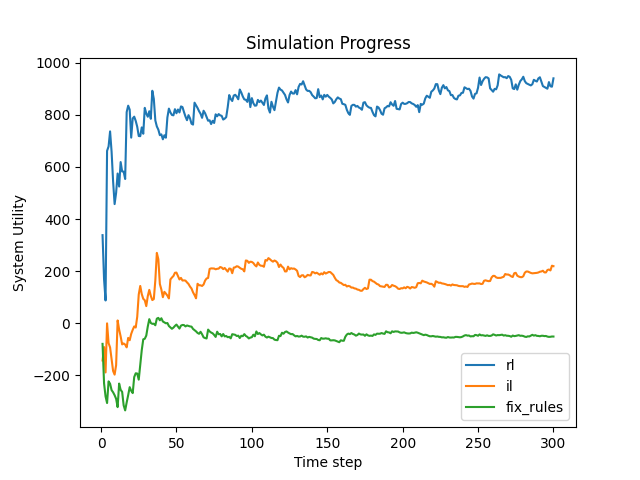 Simulation Progress
1000
800
600
400
200
0
−200
System Utility
0
50
100
150
200
250
300
Time step
rl
il
fix_rules